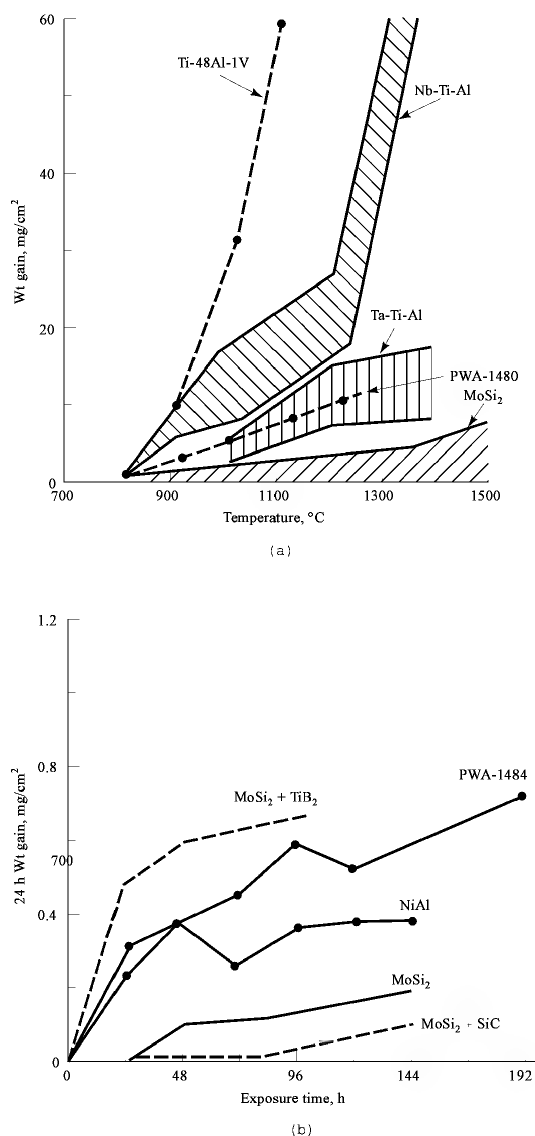 60
Ti-48Al-1V
Nb-Ti-Al
40
Wt gain, mg/cm²
Ta-Ti-Al
20
PWA-1480
MoSi₂
0
700
900
1100
1300
1500
Temperature, °C
(a)
1.2
PWA-1484
0.8
MoSi₂ + TiB₂
24 h Wt gain, mg/cm²
700
0.4
NiAl
MoSi₂
MoSi₂ + SiC
0
0
48
96
144
192
Exposure time, h
(b)